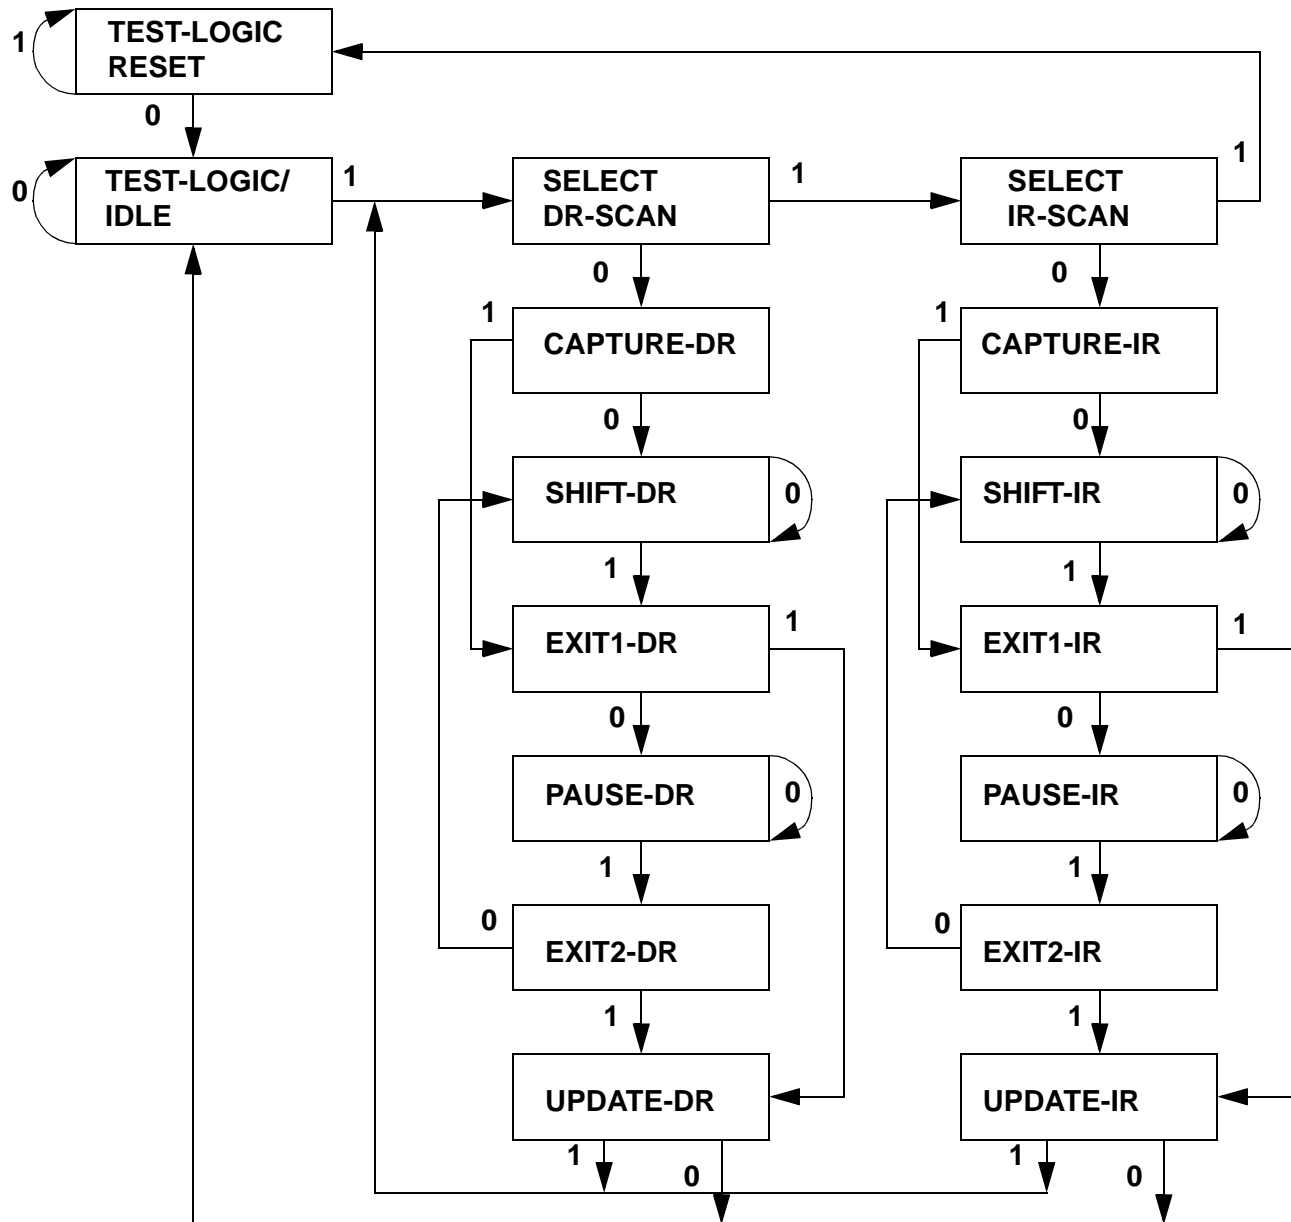 1
TEST-LOGIC
RESET
0
0
TEST-LOGIC/
IDLE
1
SELECT
DR-SCAN
1
SELECT
IR-SCAN
1
0
0
1
CAPTURE-DR
1
CAPTURE-IR
0
0
SHIFT-DR
0
SHIFT-IR
0
1
1
EXIT1-DR
1
EXIT1-IR
1
0
0
PAUSE-DR
0
PAUSE-IR
0
1
1
0
EXIT2-DR
0
EXIT2-IR
1
1
UPDATE-DR
UPDATE-IR
1
0
1
0